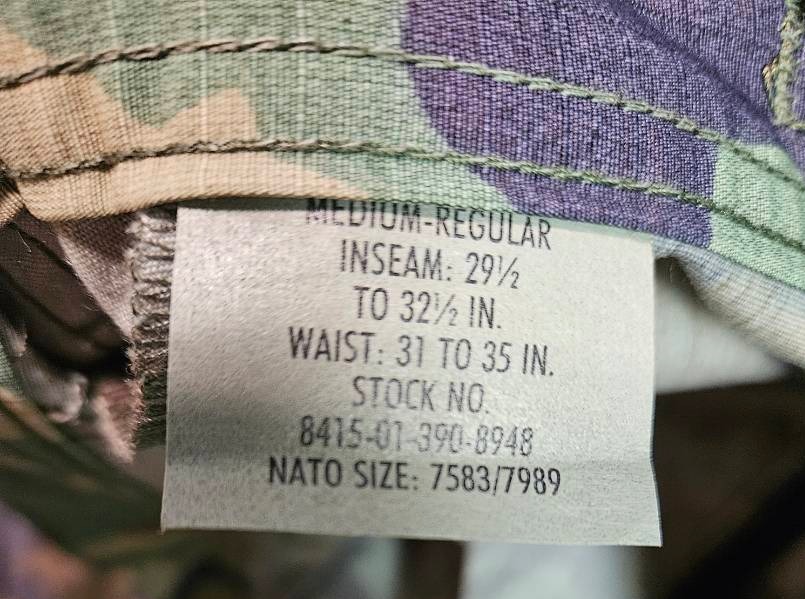 MEDIUM-REGULAR
INSEAM: 29½
TO 32½ IN.
WAIST: 31 TO 35 IN.
STOCK NO.
8415-01-390-8948
NATO SIZE: 7583/7989